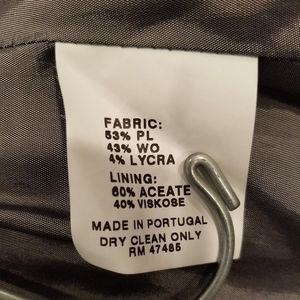 FABRIC:
53% PL
43% WO
4% LYCRA
LINING:
60% ACEATE
40% VISKOSE
MADE IN PORTUGAL
DRY CLEAN ONLY
RM 47485